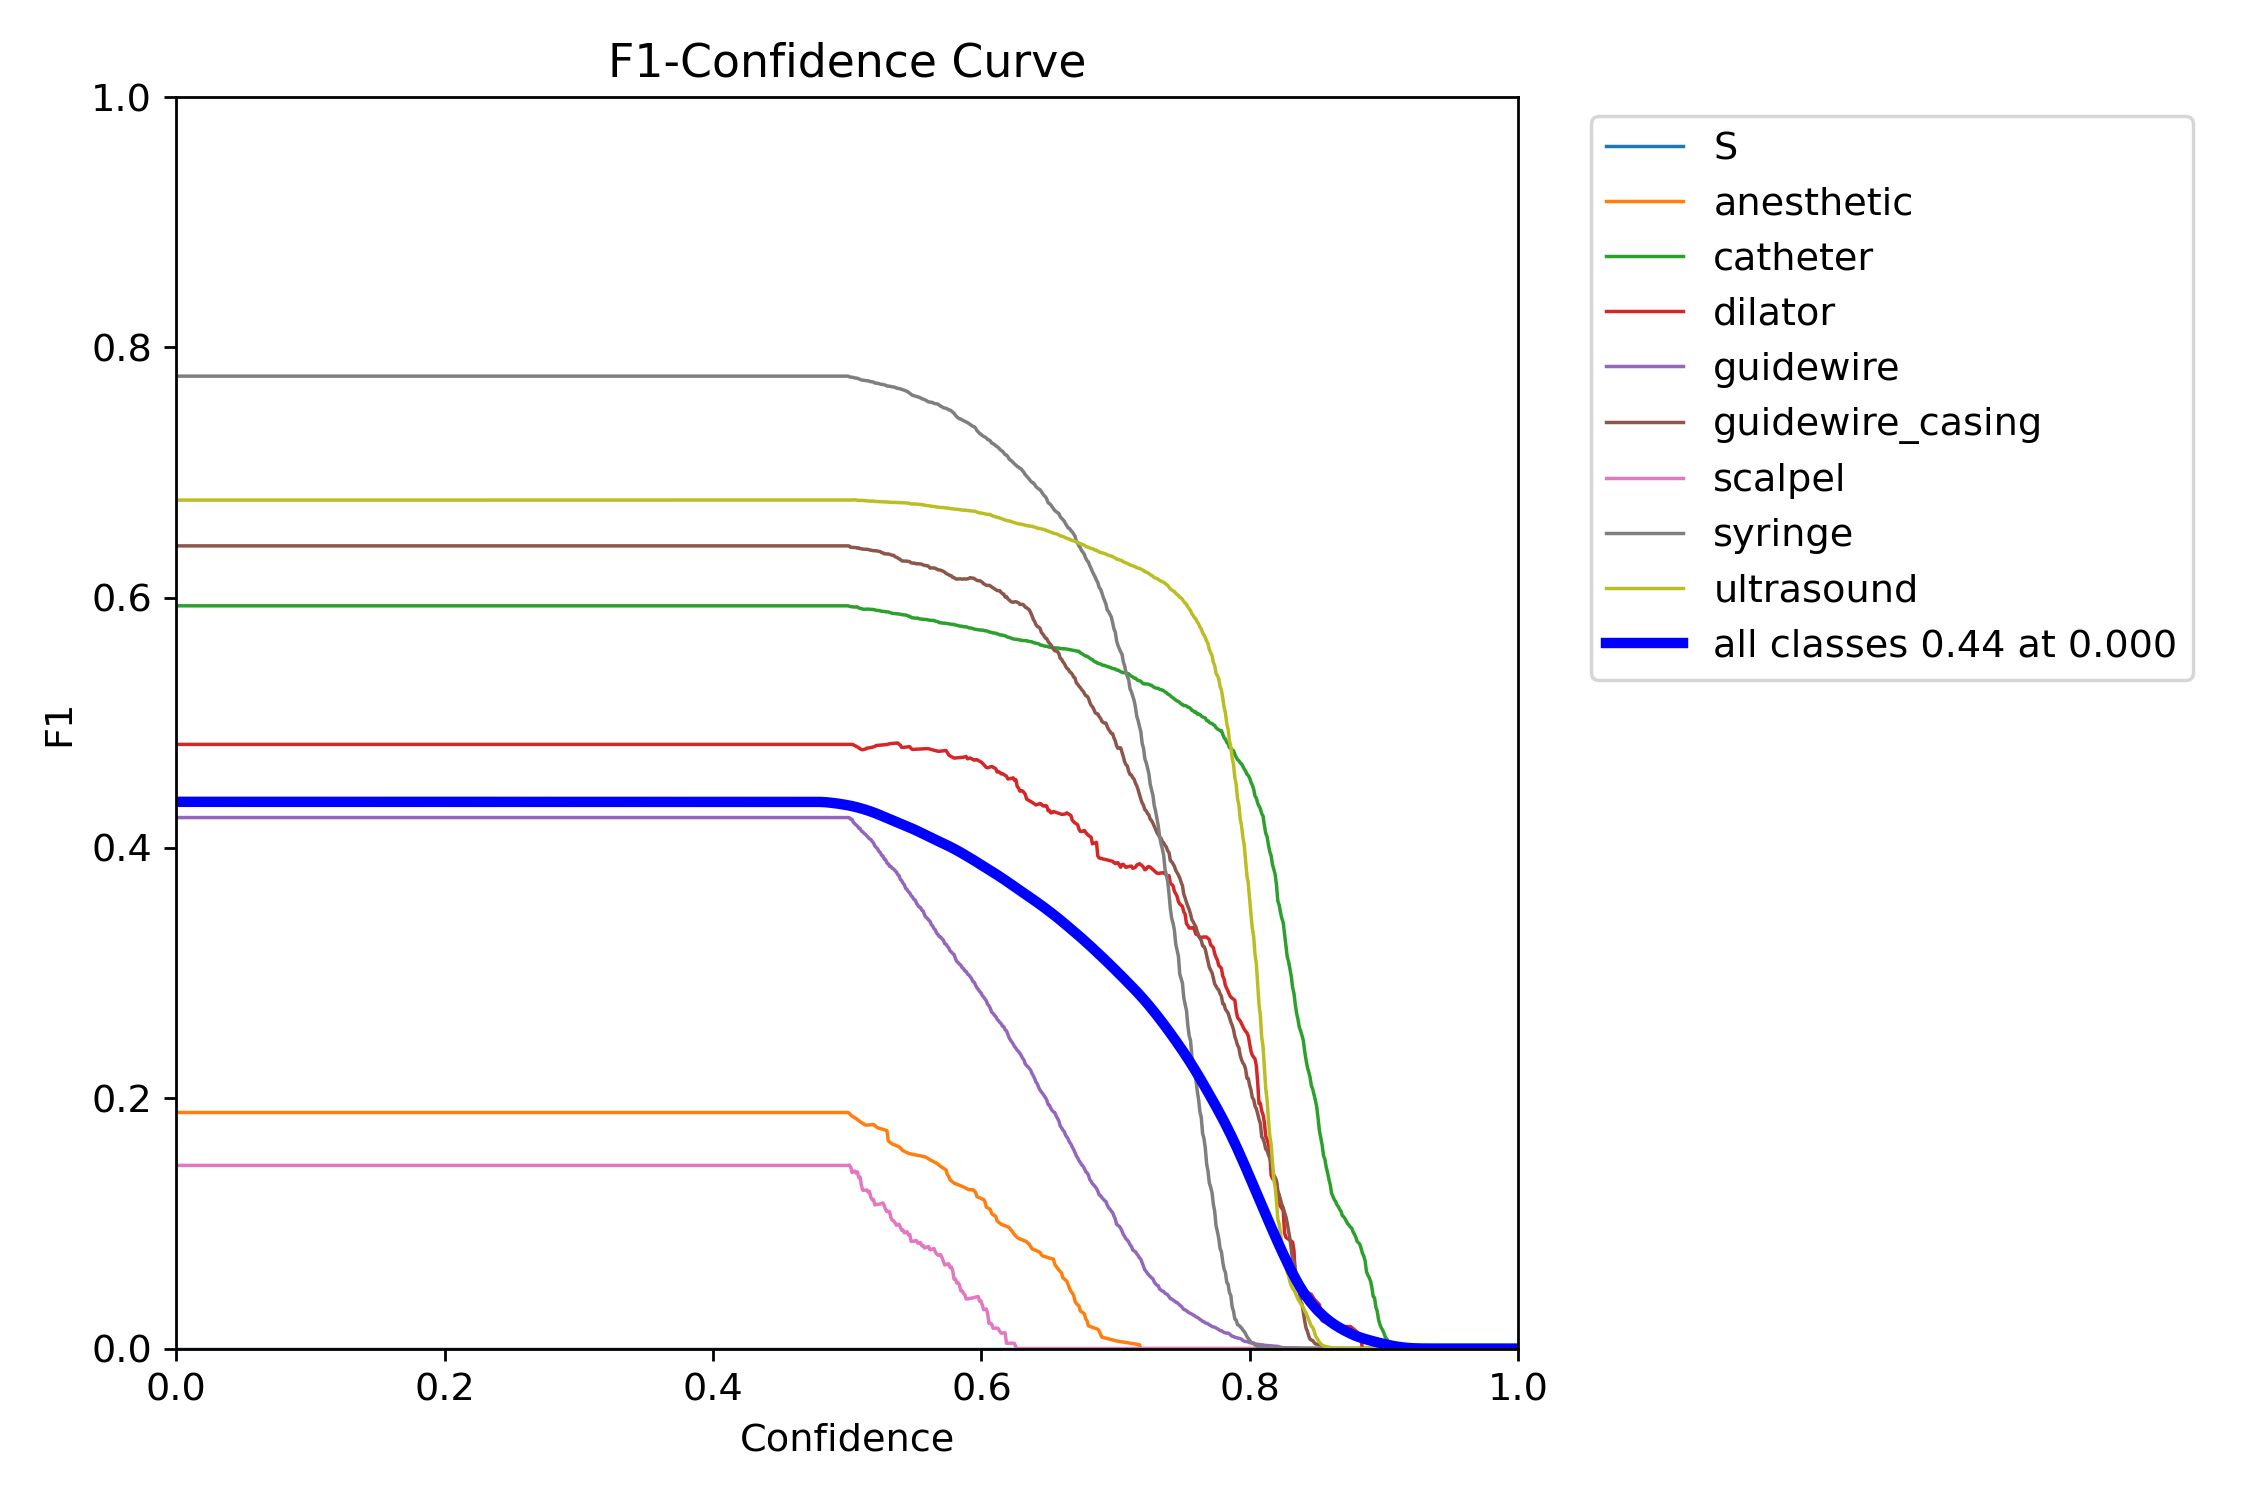 F1-Confidence Curve
1.0
0.8
0.6
0.4
0.2
0.0
F1
0.0 0.2 0.4 0.6 0.8 1.0
Confidence
S
anesthetic
catheter
dilator
guidewire
guidewire_casing
scalpel
syringe
ultrasound
all classes 0.44 at 0.000